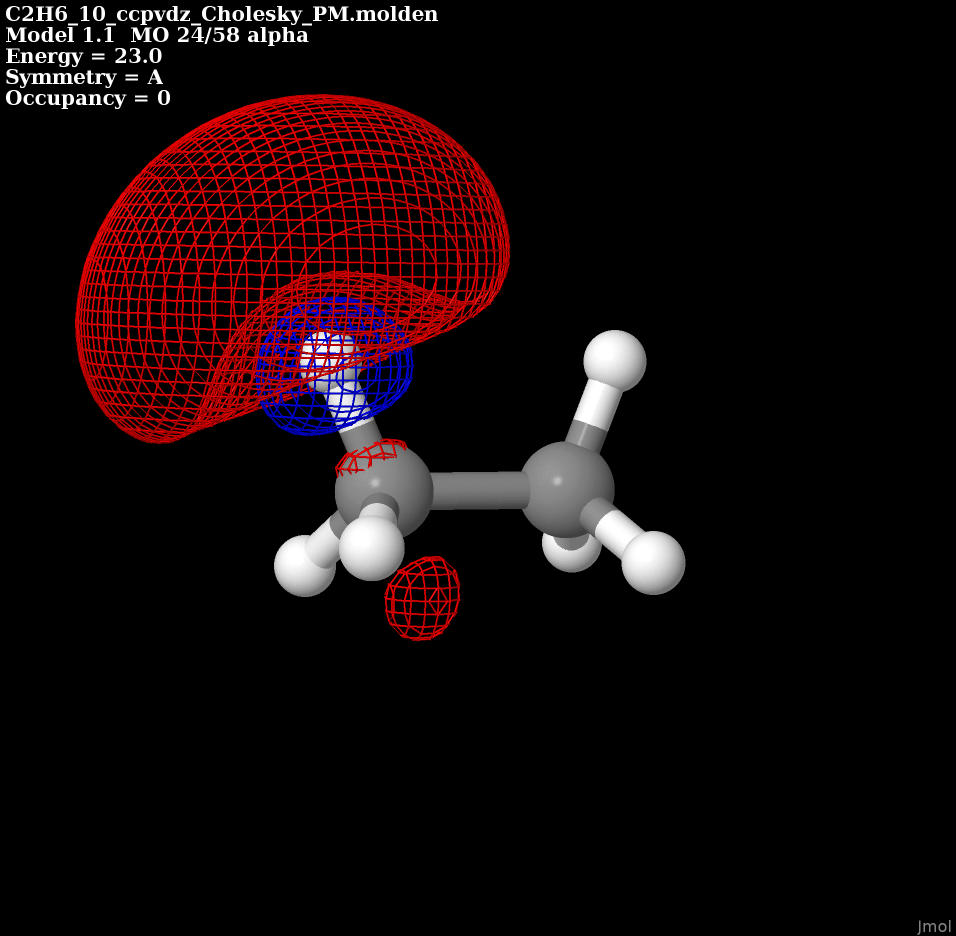 C2H6_10_ccpvdz_Cholesky_PM.molden
Model 1.1  MO 24/58 alpha
Energy = 23.0
Symmetry = A
Occupancy = 0
Jmol